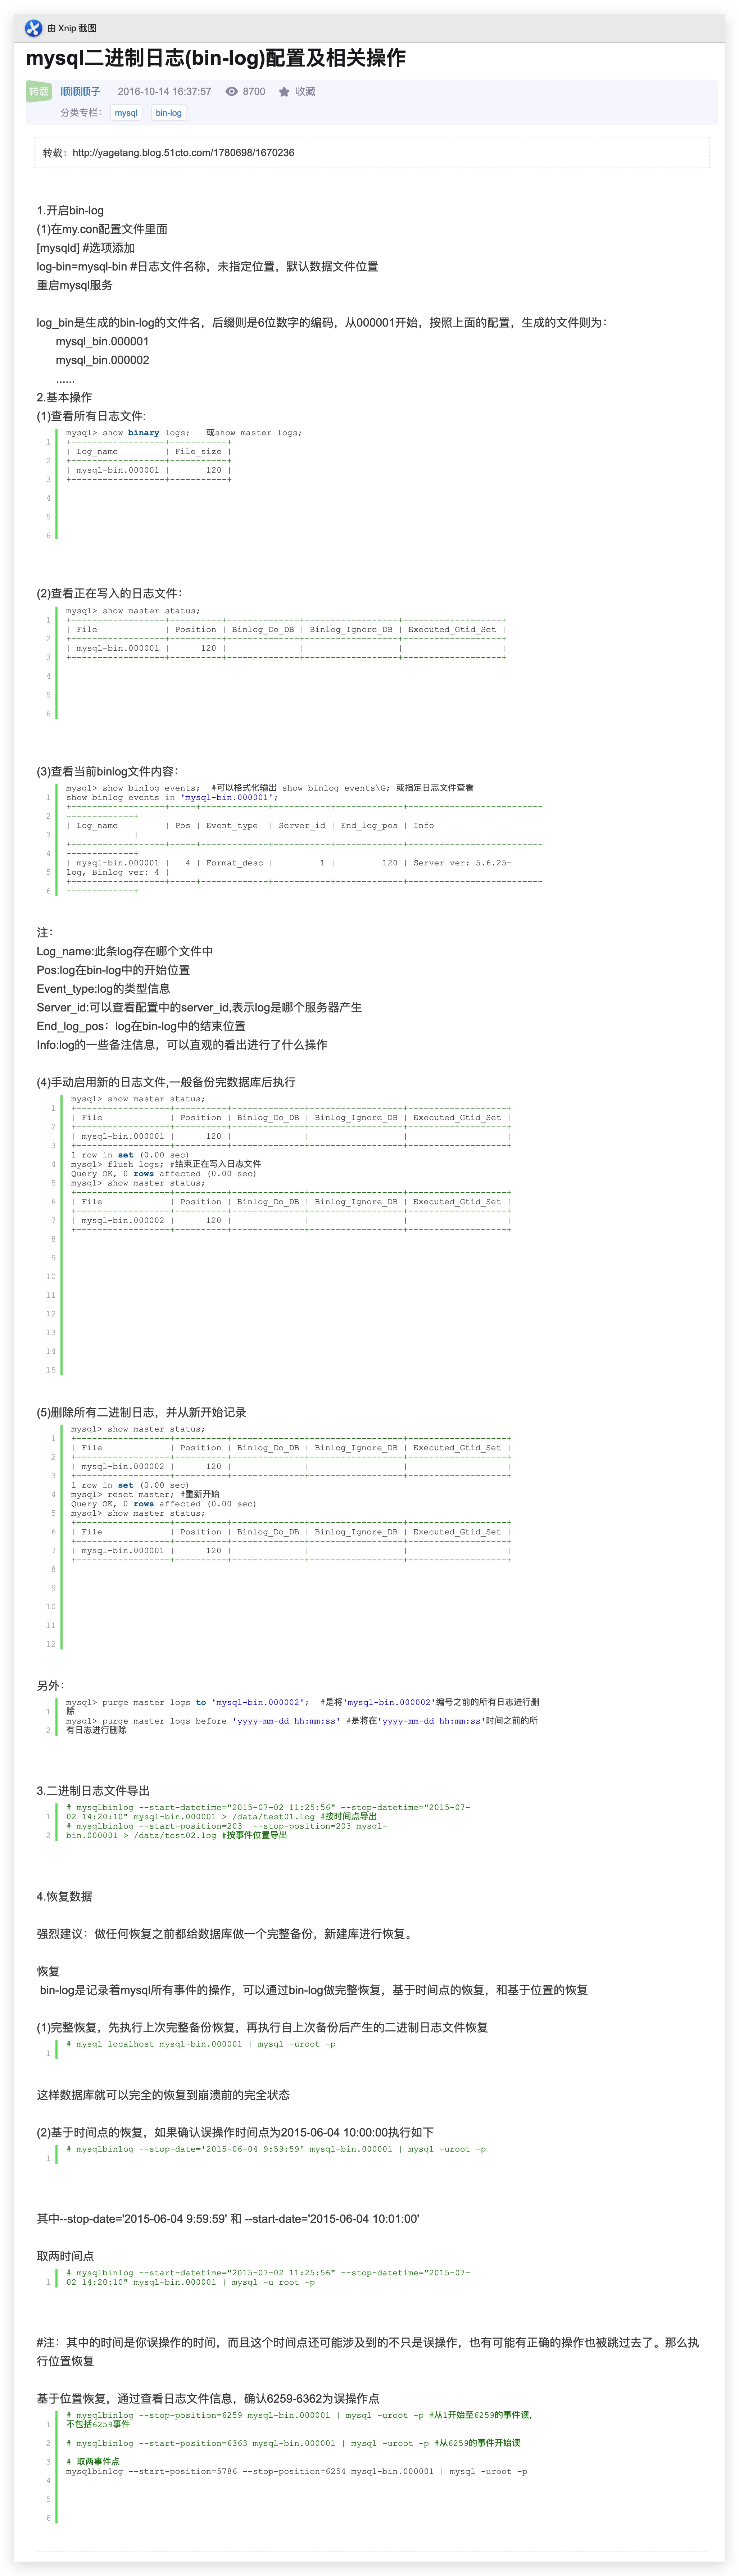 由 Xnip 截图
mysql二进制日志(bin-log)配置及相关操作
转载 顺顺顺子 2016-10-14 16:37:57 8700 收藏
分类专栏： mysql bin-log
转载：http://yagetang.blog.51cto.com/1780698/1670236
1.开启bin-log
(1)在my.con配置文件里面
[mysqld] #选项添加
log-bin=mysql-bin #日志文件名称，未指定位置，默认数据文件位置
重启mysql服务
log_bin是生成的bin-log的文件名，后缀则是6位数字的编码，从000001开始，按照上面的配置，生成的文件则为：
mysql_bin.000001
mysql_bin.000002
......
2.基本操作
(1)查看所有日志文件:
mysql> show binary logs;   或show master logs;
1 +------------------+-----------+
| Log_name         | File_size |
2 +------------------+-----------+
| mysql-bin.000001 |       120 |
3 +------------------+-----------+
4
5
6
(2)查看正在写入的日志文件：
mysql> show master status;
1 +------------------+----------+--------------+------------------+-------------------+
| File             | Position | Binlog_Do_DB | Binlog_Ignore_DB | Executed_Gtid_Set |
2 +------------------+----------+--------------+------------------+-------------------+
| mysql-bin.000001 |      120 |              |                  |                   |
3 +------------------+----------+--------------+------------------+-------------------+
4
5
6
(3)查看当前binlog文件内容：
mysql> show binlog events;  #可以格式化输出 show binlog events\G; 或指定日志文件查看
1 show binlog events in 'mysql-bin.000001';
+------------------+-----+-------------+-----------+-------------+--------------------------
2 -------------+
| Log_name         | Pos | Event_type  | Server_id | End_log_pos | Info
3              |
+------------------+-----+-------------+-----------+-------------+--------------------------
4 -------------+
| mysql-bin.000001 |   4 | Format_desc |         1 |         120 | Server ver: 5.6.25-
5 log, Binlog ver: 4 |
+------------------+-----+-------------+-----------+-------------+--------------------------
6 -------------+
注：
Log_name:此条log存在哪个文件中
Pos:log在bin-log中的开始位置
Event_type:log的类型信息
Server_id:可以查看配置中的server_id,表示log是哪个服务器产生
End_log_pos：log在bin-log中的结束位置
Info:log的一些备注信息，可以直观的看出进行了什么操作
(4)手动启用新的日志文件,一般备份完数据库后执行
mysql> show master status;
1 +------------------+----------+--------------+------------------+-------------------+
| File             | Position | Binlog_Do_DB | Binlog_Ignore_DB | Executed_Gtid_Set |
2 +------------------+----------+--------------+------------------+-------------------+
| mysql-bin.000001 |      120 |              |                  |                   |
3 +------------------+----------+--------------+------------------+-------------------+
1 row in set (0.00 sec)
4 mysql> flush logs; #结束正在写入日志文件
Query OK, 0 rows affected (0.00 sec)
5 mysql> show master status;
+------------------+----------+--------------+------------------+-------------------+
6 | File             | Position | Binlog_Do_DB | Binlog_Ignore_DB | Executed_Gtid_Set |
+------------------+----------+--------------+------------------+-------------------+
7 | mysql-bin.000002 |      120 |              |                  |                   |
+------------------+----------+--------------+------------------+-------------------+
8
9
10
11
12
13
14
15
(5)删除所有二进制日志，并从新开始记录
mysql> show master status;
1 +------------------+----------+--------------+------------------+-------------------+
| File             | Position | Binlog_Do_DB | Binlog_Ignore_DB | Executed_Gtid_Set |
2 +------------------+----------+--------------+------------------+-------------------+
| mysql-bin.000002 |      120 |              |                  |                   |
3 +------------------+----------+--------------+------------------+-------------------+
1 row in set (0.00 sec)
4 mysql> reset master; #重新开始
Query OK, 0 rows affected (0.00 sec)
5 mysql> show master status;
+------------------+----------+--------------+------------------+-------------------+
6 | File             | Position | Binlog_Do_DB | Binlog_Ignore_DB | Executed_Gtid_Set |
+------------------+----------+--------------+------------------+-------------------+
7 | mysql-bin.000001 |      120 |              |                  |                   |
+------------------+----------+--------------+------------------+-------------------+
8
9
10
11
12
另外：
mysql> purge master logs to 'mysql-bin.000002';  #是将'mysql-bin.000002'编号之前的所有日志进行删
1 除
mysql> purge master logs before 'yyyy-mm-dd hh:mm:ss' #是将在'yyyy-mm-dd hh:mm:ss'时间之前的所
2 有日志进行删除
3.二进制日志文件导出
# mysqlbinlog --start-datetime="2015-07-02 11:25:56" --stop-datetime="2015-07-
1 02 14:20:10" mysql-bin.000001 > /data/test01.log #按时间点导出
# mysqlbinlog --start-position=203  --stop-position=203 mysql-
2 bin.000001 > /data/test02.log #按事件位置导出
4.恢复数据
强烈建议：做任何恢复之前都给数据库做一个完整备份，新建库进行恢复。
恢复
bin-log是记录着mysql所有事件的操作，可以通过bin-log做完整恢复，基于时间点的恢复，和基于位置的恢复
(1)完整恢复，先执行上次完整备份恢复，再执行自上次备份后产生的二进制日志文件恢复
# mysql localhost mysql-bin.000001 | mysql -uroot -p
1
这样数据库就可以完全的恢复到崩溃前的完全状态
(2)基于时间点的恢复，如果确认误操作时间点为2015-06-04 10:00:00执行如下
# mysqlbinlog --stop-date='2015-06-04 9:59:59' mysql-bin.000001 | mysql -uroot -p
1
其中--stop-date='2015-06-04 9:59:59' 和 --start-date='2015-06-04 10:01:00'
取两时间点
# mysqlbinlog --start-datetime="2015-07-02 11:25:56" --stop-datetime="2015-07-
1 02 14:20:10" mysql-bin.000001 | mysql -u root -p
#注：其中的时间是你误操作的时间，而且这个时间点还可能涉及到的不只是误操作，也有可能有正确的操作也被跳过去了。那么执
行位置恢复
基于位置恢复，通过查看日志文件信息，确认6259-6362为误操作点
# mysqlbinlog --stop-position=6259 mysql-bin.000001 | mysql -uroot -p #从1开始至6259的事件读，
1 不包括6259事件
2 # mysqlbinlog --start-position=6363 mysql-bin.000001 | mysql -uroot -p #从6259的事件开始读
3 # 取两事件点
mysqlbinlog --start-position=5786 --stop-position=6254 mysql-bin.000001 | mysql -uroot -p
4
5
6